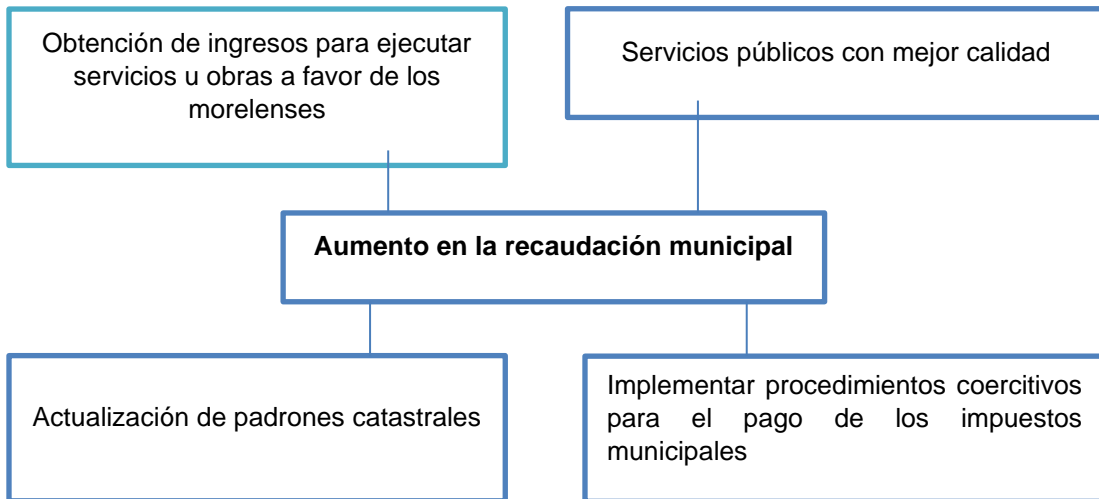 Obtención de ingresos para ejecutar
servicios u obras a favor de los
morelenses
Servicios públicos con mejor calidad
Aumento en la recaudación municipal
Actualización de padrones catastrales
Implementar procedimientos coercitivos
para el pago de los impuestos
municipales